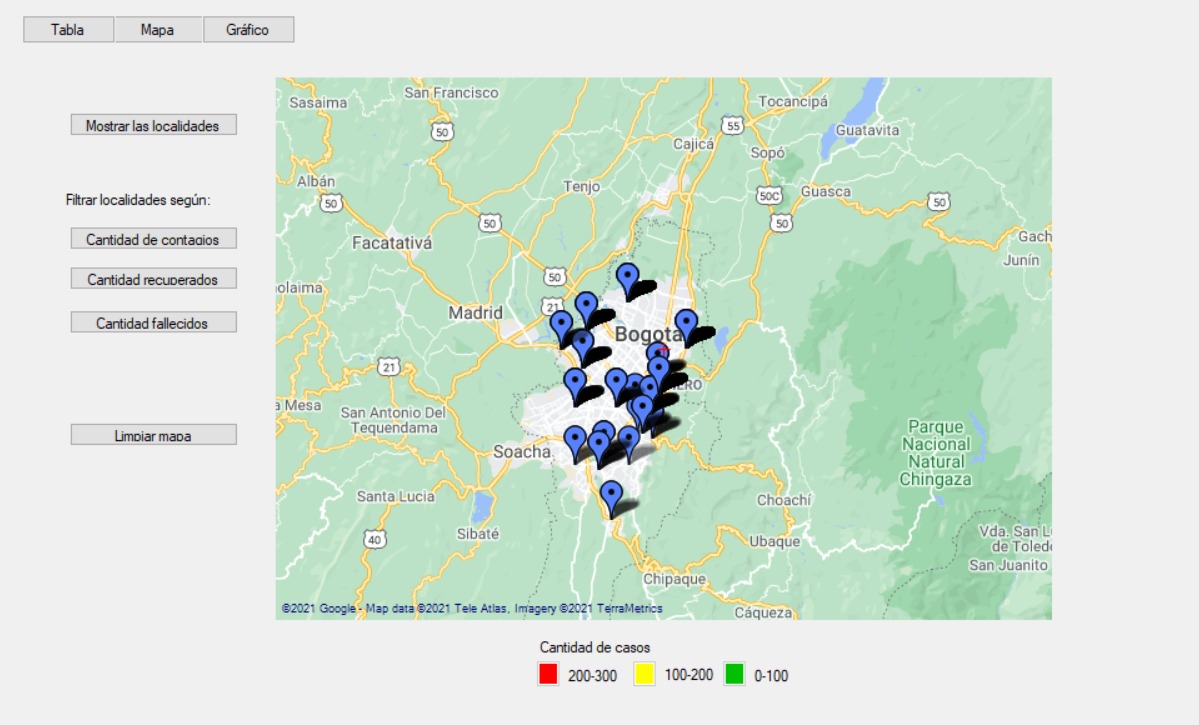 Tabla
Mapa
Gráfico
Mostrar las localidades
Filtrar localidades según:
Cantidad de contagios
Cantidad recuperados
Cantidad fallecidos
Limpiar mapa
San Francisco
Sasaima
50
Tocancipá
55
Guatavita
Cajicá
Sopó
Albán
50
Tenjo
50C
Guasca
50
50
50
Facatativá
Gach
Junín
50
olaima
21
Madrid
Bogotá
21
ERO
a Mesa
San Antonio Del
Tequendama
Soacha
Parque
Nacional
Natural
Chingaza
Santa Lucia
Choachí
Sibaté
40
Ubaque
Vda. San L
de Toled
San Juanito
Chipaque
Cáqueza
©2021 Google - Map data ©2021 Tele Atlas, Imagery ©2021 TerraMetrics
Cantidad de casos
200-300
100-200
0-100